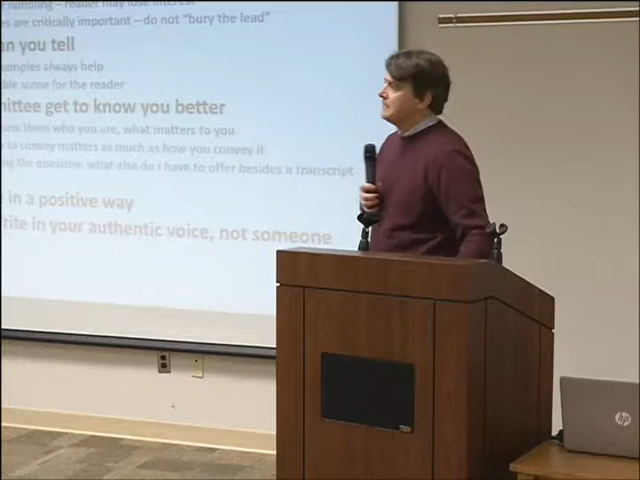 rambling – reader may lose interest
es are critically important – do not "bury the lead"
an you tell
amples always help
ble scene for the reader
mittee get to know you better
how them who you are, what matters to you
to convey matters as much as how you convey it
the question: what else do I have to offer besides a transcript
e in a positive way
rite in your authentic voice, not someone
hp